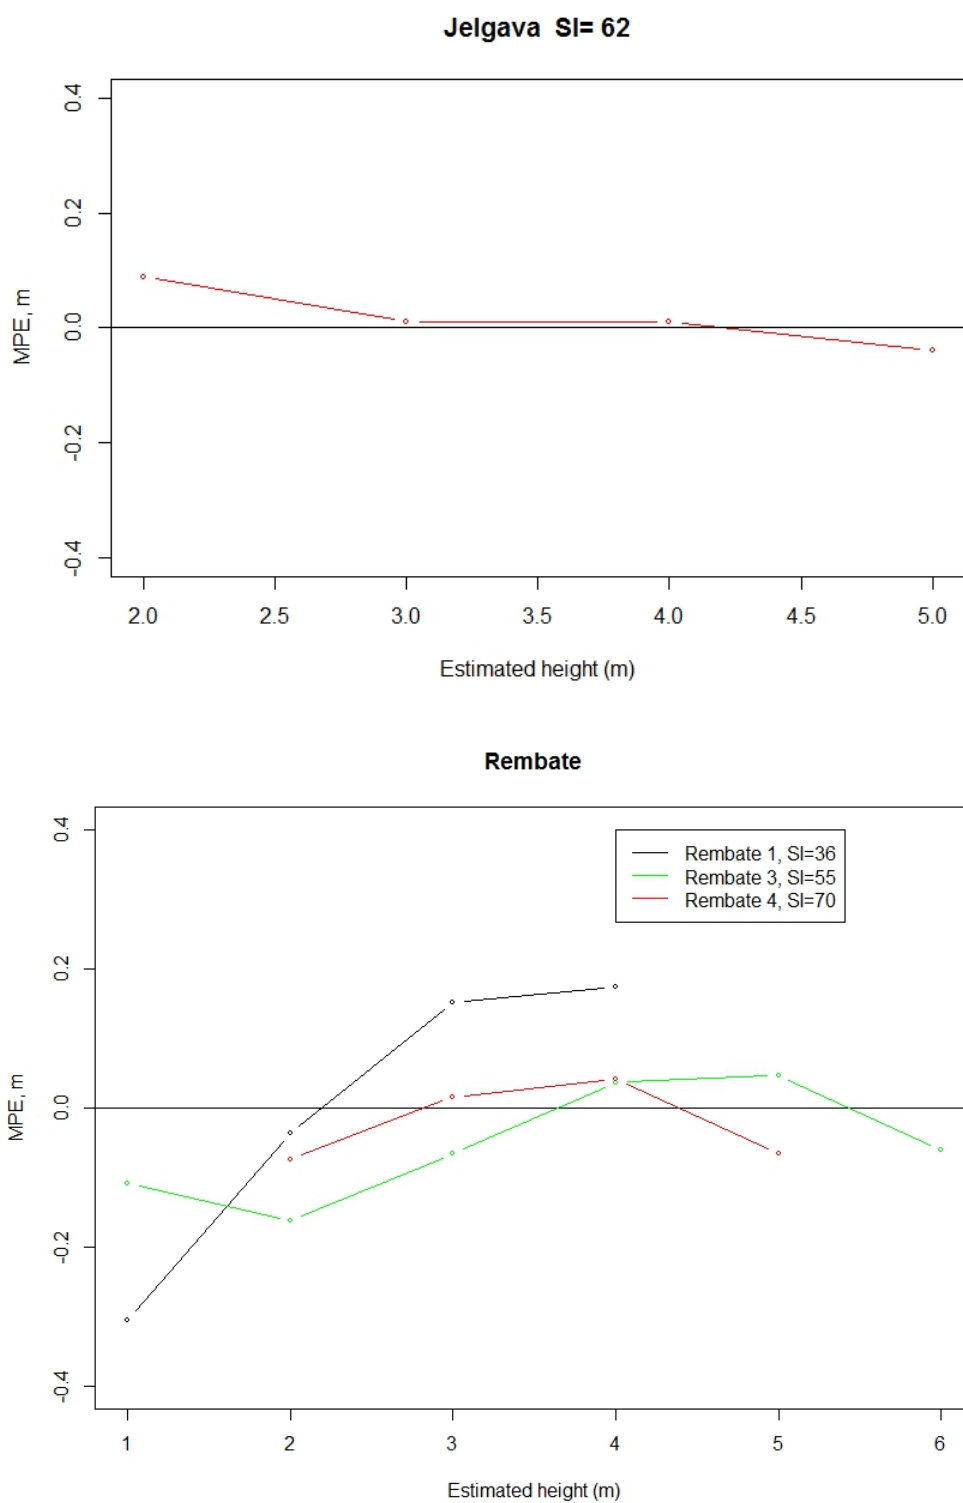 Jelgava  SI= 62
0.4
0.2
0.0
-0.2
-0.4
MPE, m
2.0 2.5 3.0 3.5 4.0 4.5 5.0
Estimated height (m)
Rembate
0.4
0.2
0.0
-0.2
-0.4
MPE, m
Rembate 1, SI=36
Rembate 3, SI=55
Rembate 4, SI=70
1 2 3 4 5 6
Estimated height (m)